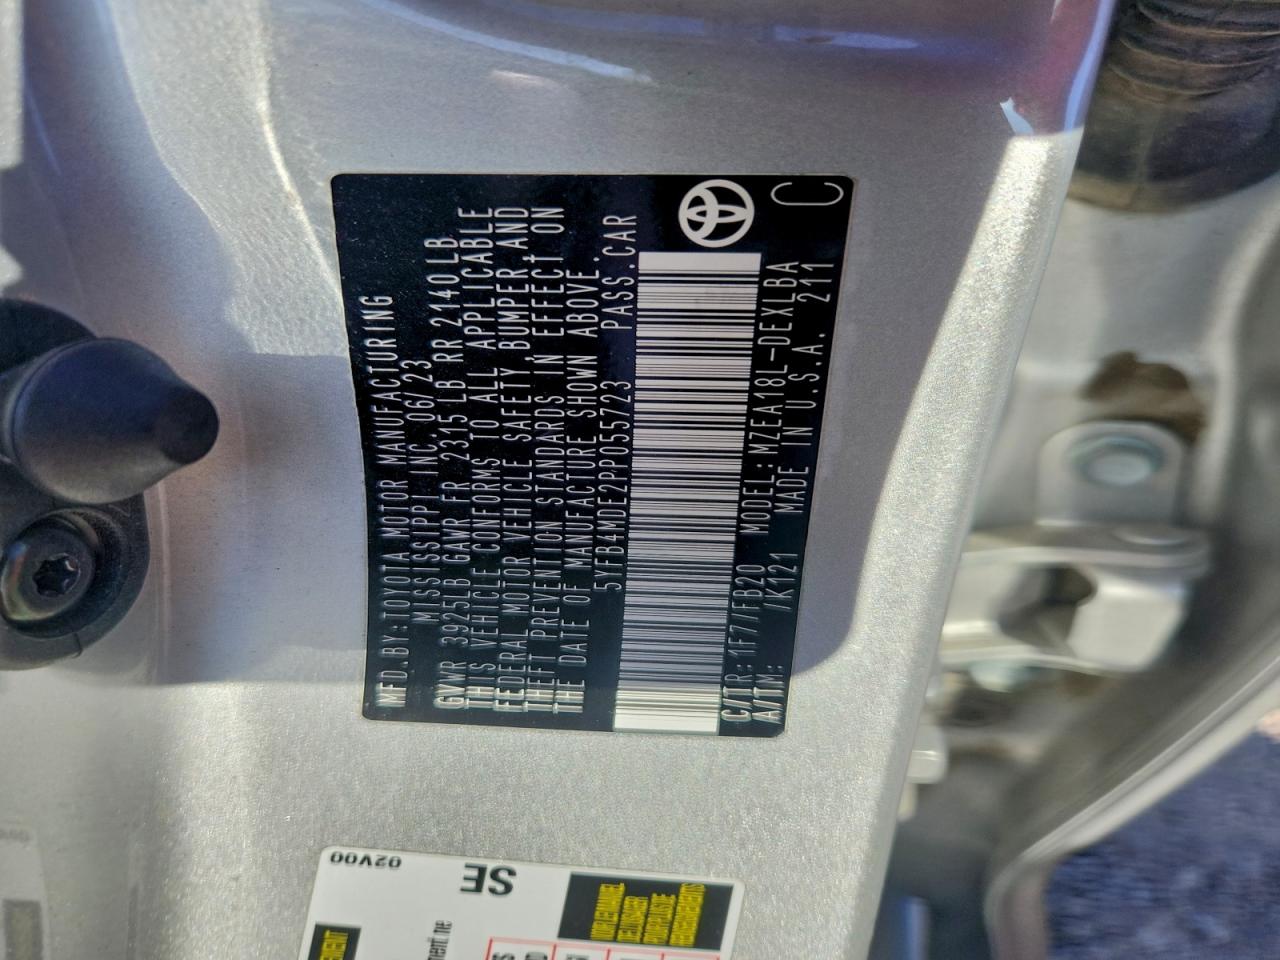 MFD.BY:TOYOTA MOTOR MANUFACTURING
MISSISSIPPI INC. 06/23
GVWR 3925LB GAWR FR 2315LB RR 2140LB
THIS VEHICLE CONFORMS TO ALL APPLICABLE
FEDERAL MOTOR VEHICLE SAFETY,BUMPER,AND
THEFT PREVENTION STANDARDS IN EFFECT ON
THE DATE OF MANUFACTURE SHOWN ABOVE.
5YFB4MDE2PP055723 PASS.CAR
C/TR:1F7/FB20 MODEL:MZEA18L-DEXLBA
A/TM: /K121 MADE IN U.S.A. 211
C
02V00
SE